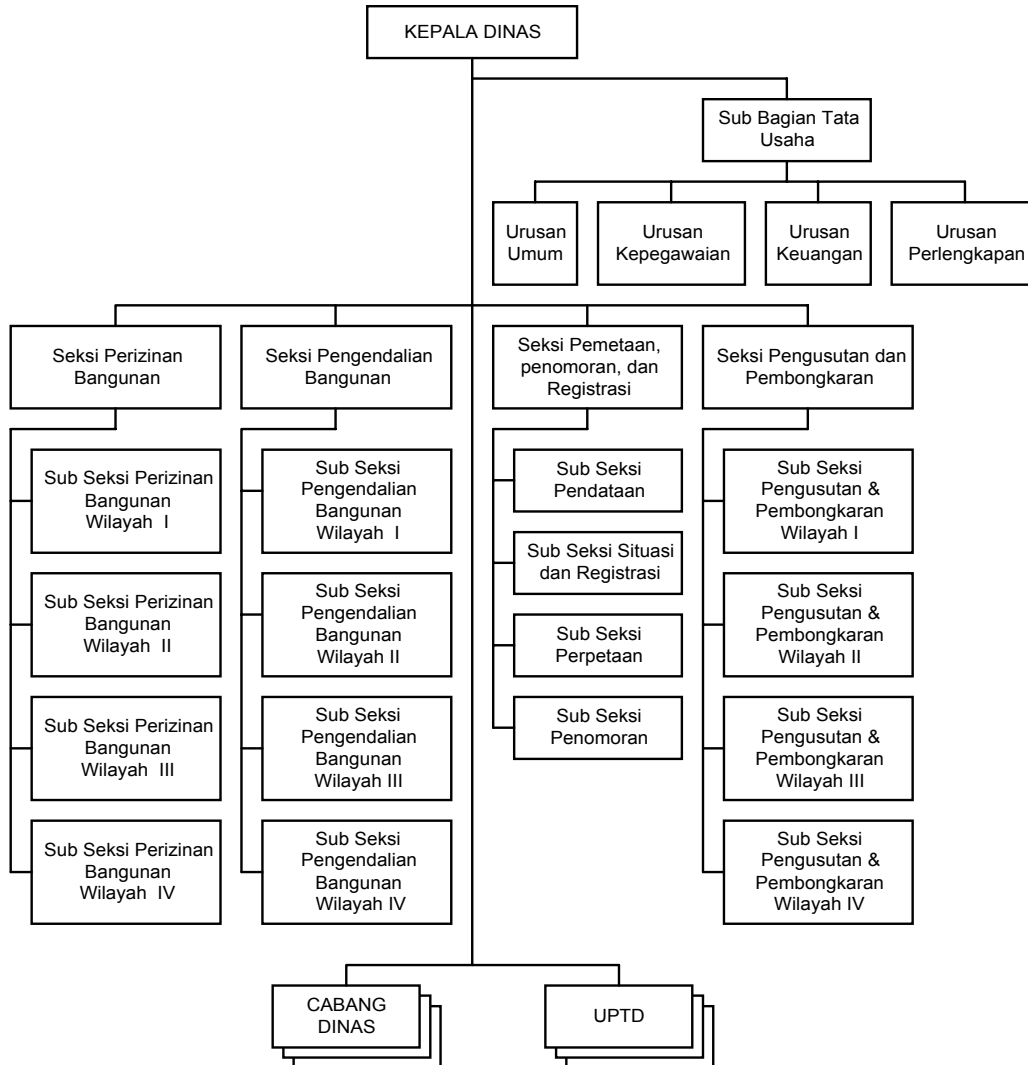 KEPALA DINAS
Sub Bagian Tata
Usaha
Urusan
Umum
Urusan
Kepegawaian
Urusan
Keuangan
Urusan
Perlengkapan
Seksi Perizinan
Bangunan
Seksi Pengendalian
Bangunan
Seksi Pemetaan,
penomoran, dan
Registrasi
Seksi Pengusutan dan
Pembongkaran
Sub Seksi Perizinan
Bangunan
Wilayah I
Sub Seksi Perizinan
Bangunan
Wilayah II
Sub Seksi Perizinan
Bangunan
Wilayah III
Sub Seksi Perizinan
Bangunan
Wilayah IV
Sub Seksi
Pengendalian
Bangunan
Wilayah I
Sub Seksi
Pengendalian
Bangunan
Wilayah II
Sub Seksi
Pengendalian
Bangunan
Wilayah III
Sub Seksi
Pengendalian
Bangunan
Wilayah IV
Sub Seksi
Pendataan
Sub Seksi Situasi
dan Registrasi
Sub Seksi
Perpetaan
Sub Seksi
Penomoran
Sub Seksi
Pengusutan &
Pembongkaran
Wilayah I
Sub Seksi
Pengusutan &
Pembongkaran
Wilayah II
Sub Seksi
Pengusutan &
Pembongkaran
Wilayah III
Sub Seksi
Pengusutan &
Pembongkaran
Wilayah IV
CABANG
DINAS
UPTD